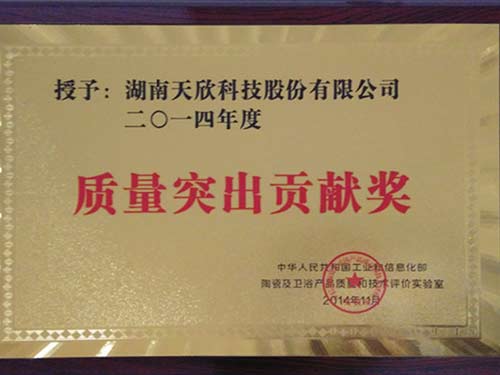 授予：湖南天欣科技股份有限公司
二〇一四年度
质量突出贡献奖
中华人民共和国工业和信息化部
陶瓷及卫浴产品质量和技术评价实验室
2014年11月